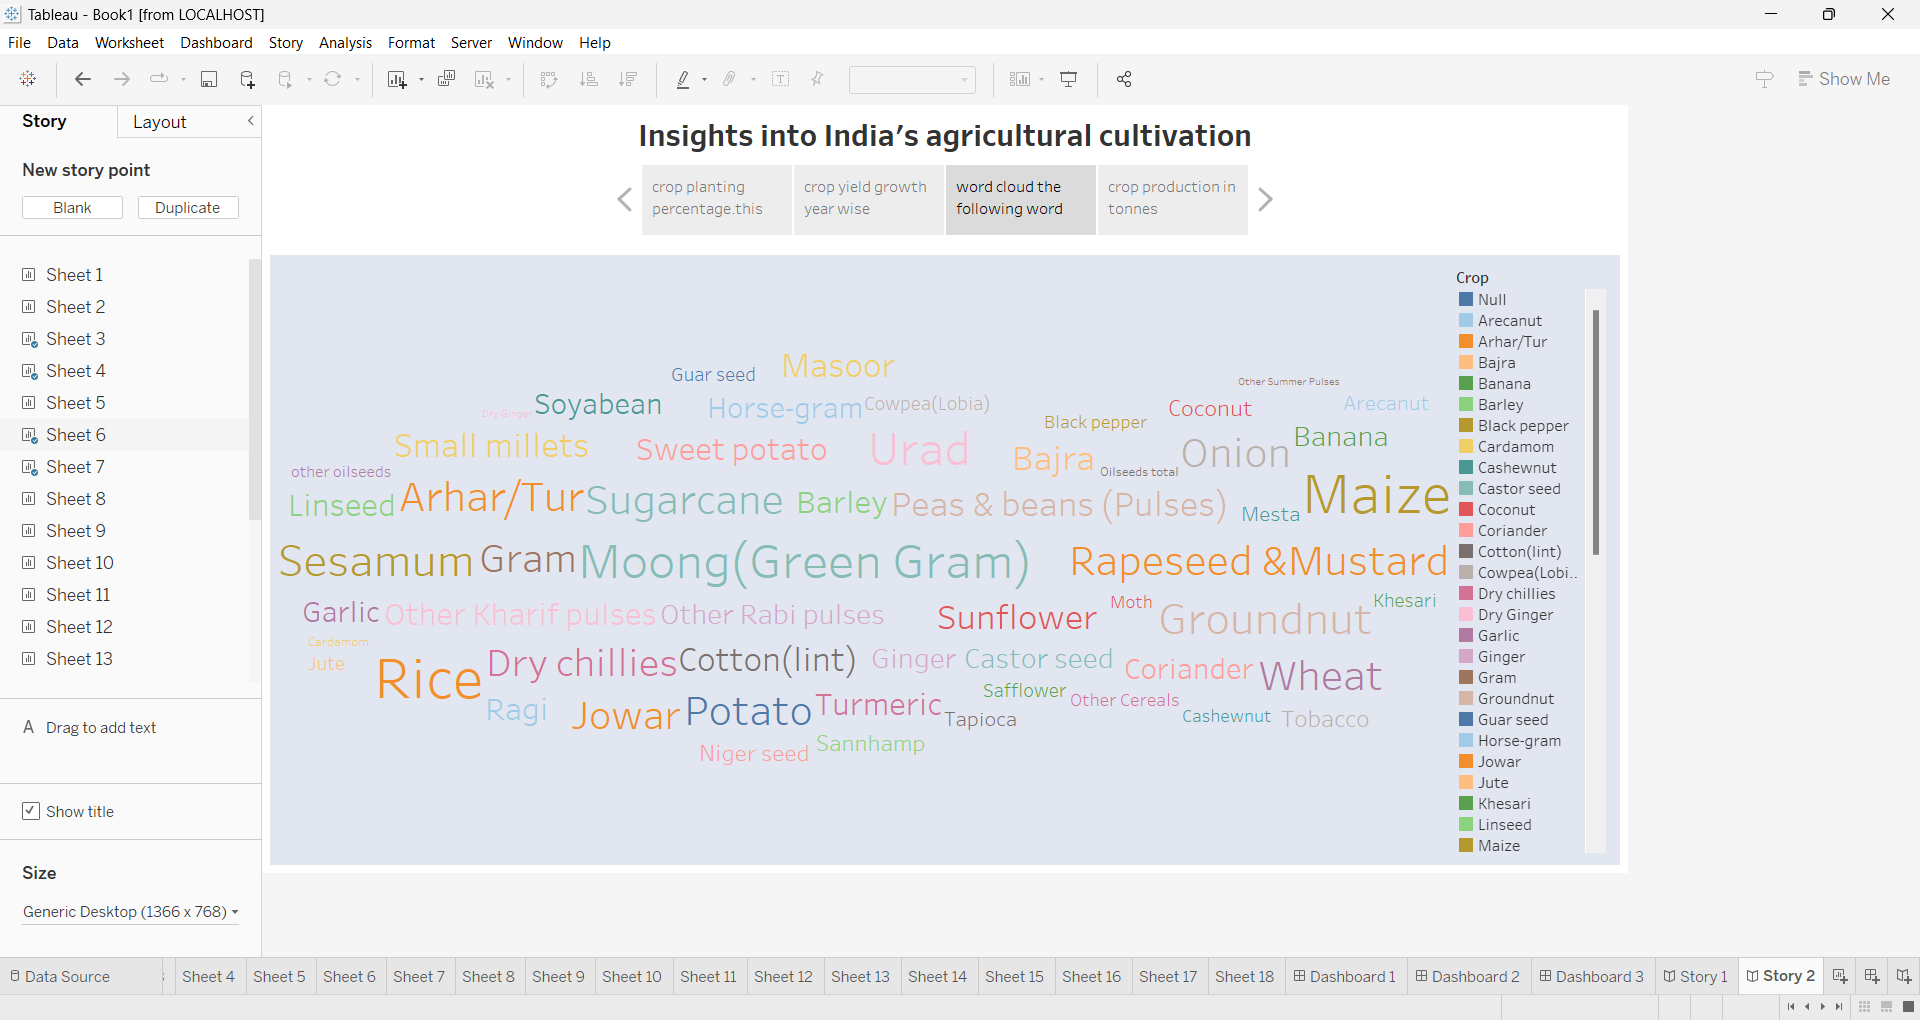 Tableau - Book1 [from LOCALHOST]
File Data Worksheet Dashboard Story Analysis Format Server Window Help
Show Me
Story Layout
New story point
Blank Duplicate
Sheet 1
Sheet 2
Sheet 3
Sheet 4
Sheet 5
Sheet 6
Sheet 7
Sheet 8
Sheet 9
Sheet 10
Sheet 11
Sheet 12
Sheet 13
A Drag to add text
Show title
Size
Generic Desktop (1366 x 768)
Insights into India's agricultural cultivation
crop planting
percentage.this
crop yield growth
year wise
word cloud the
following word
crop production in
tonnes
Masoor
Guar seed
Other Summer Pulses
Dry Ginger
Soyabean
Horse-gram
Cowpea(Lobia)
Coconut
Arecanut
Black pepper
Small millets
Sweet potato
Urad
Bajra
Oilseeds total
Onion
Banana
other oilseeds
Linseed
Arhar/Tur
Sugarcane
Barley
Peas & beans (Pulses)
Mesta
Maize
Sesamum
Gram
Moong(Green Gram)
Rapeseed &Mustard
Garlic
Other Kharif pulses
Other Rabi pulses
Sunflower
Moth
Groundnut
Khesari
Cardamom
Jute
Rice
Dry chillies
Cotton(lint)
Ginger
Castor seed
Coriander
Wheat
Ragi
Jowar
Potato
Turmeric
Safflower
Other Cereals
Tapioca
Cashewnut
Tobacco
Niger seed
Sannhamp
Crop
Null
Arecanut
Arhar/Tur
Bajra
Banana
Barley
Black pepper
Cardamom
Cashewnut
Castor seed
Coconut
Coriander
Cotton(lint)
Cowpea(Lobi..
Dry chillies
Dry Ginger
Garlic
Ginger
Gram
Groundnut
Guar seed
Horse-gram
Jowar
Jute
Khesari
Linseed
Maize
Data Source Sheet 4 Sheet 5 Sheet 6 Sheet 7 Sheet 8 Sheet 9 Sheet 10 Sheet 11 Sheet 12 Sheet 13 Sheet 14 Sheet 15 Sheet 16 Sheet 17 Sheet 18 Dashboard 1 Dashboard 2 Dashboard 3 Story 1 Story 2